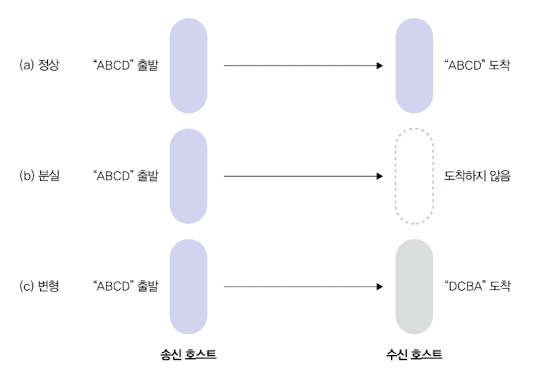 (a) 정상 “ABCD” 출발 “ABCD” 도착
(b) 분실 “ABCD” 출발 도착하지 않음
(c) 변형 “ABCD” 출발 “DCBA” 도착
송신 호스트 수신 호스트